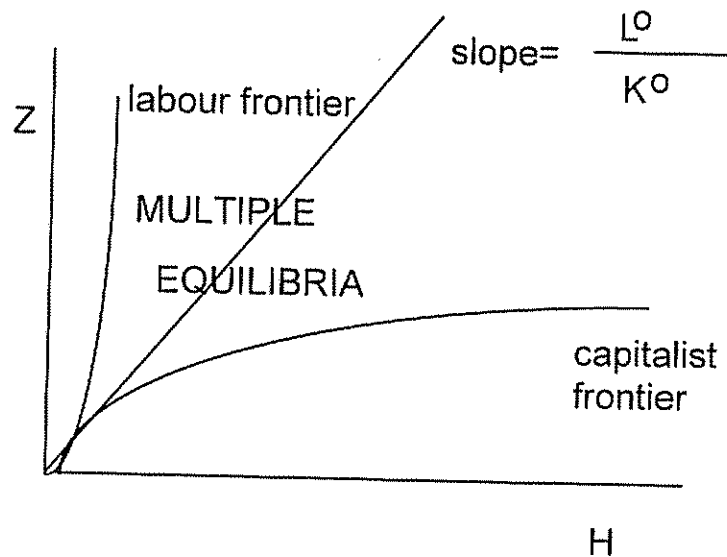 slope= L⁰
K⁰
labour frontier
Z
MULTIPLE
EQUILIBRIA
capitalist
frontier
H